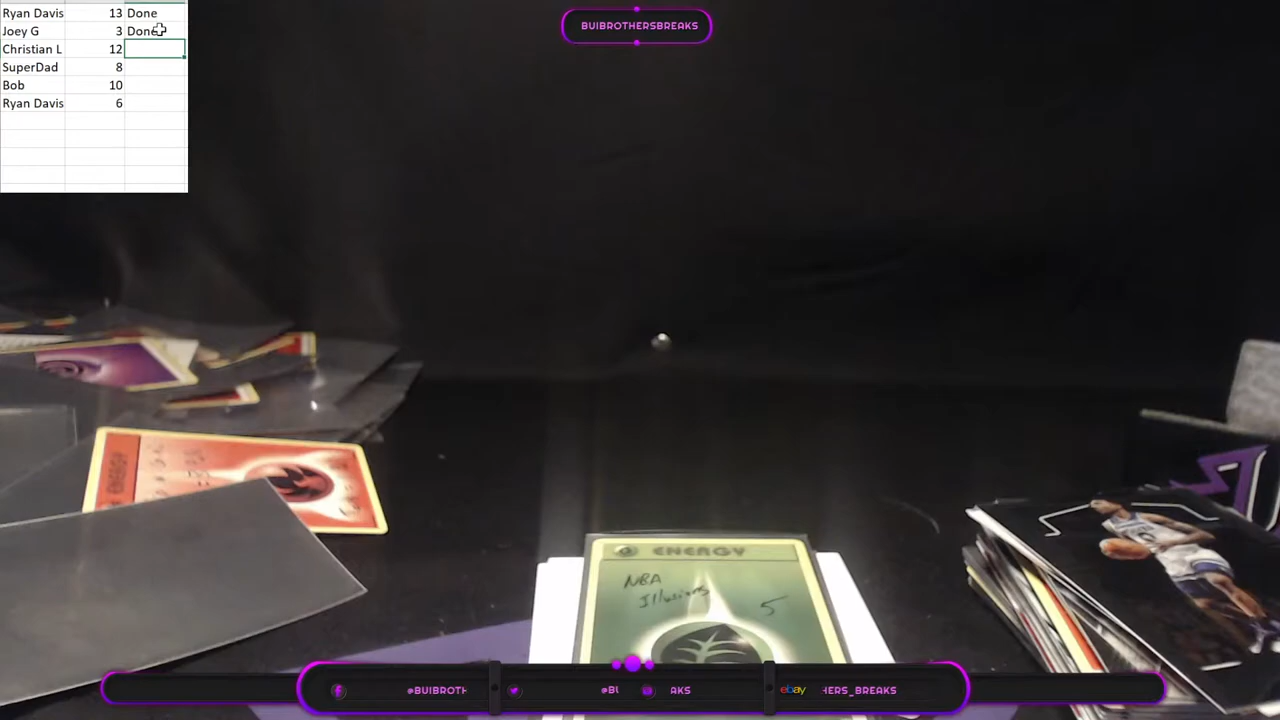 Ryan Davis 13 Done
Joey G 3 Done
Christian L 12
SuperDad 8
Bob 10
Ryan Davis 6
BUIBROTHERSBREAKS
ENERGY
ENERGY
NBA
Illusions 5
@BUIBROTH
AKS
ebay
HERS_BREAKS